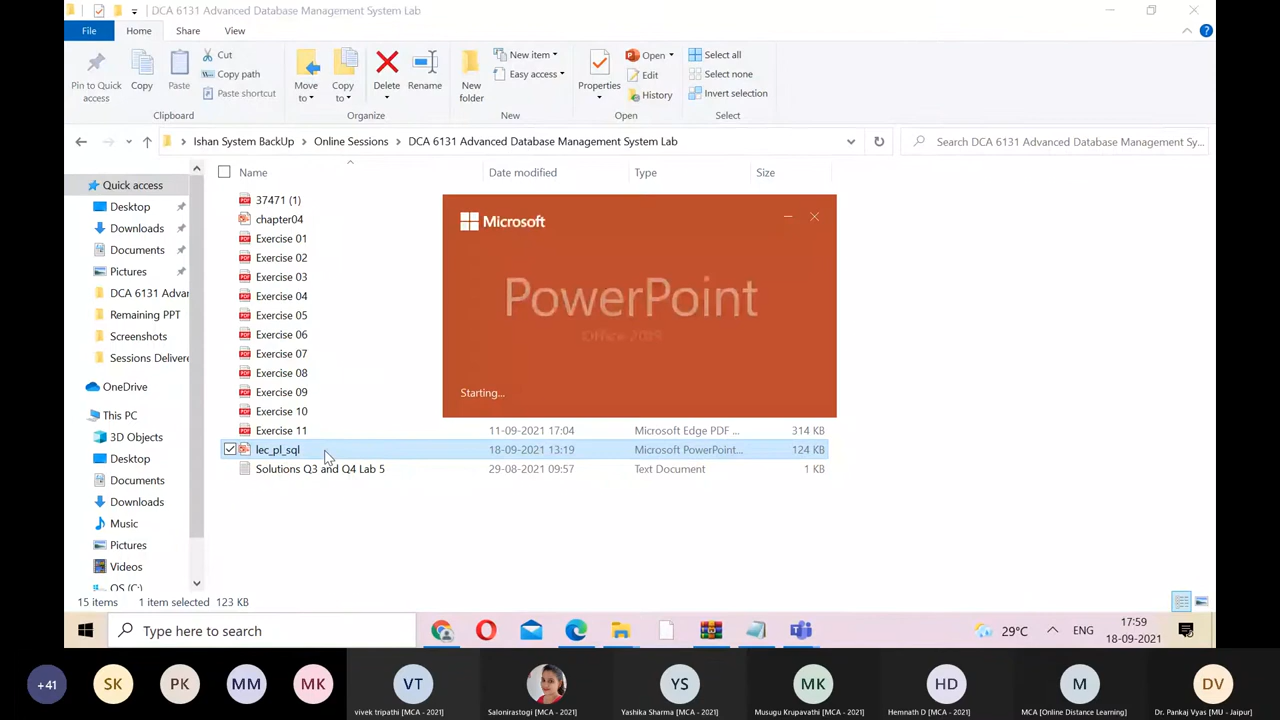 DCA 6131 Advanced Database Management System Lab
File Home Share View
?
Pin to Quick access
Copy
Paste
Cut
Copy path
Paste shortcut
Clipboard
Move to
Copy to
Delete
Rename
Organize
New folder
New item
Easy access
New
Properties
Open
Edit
History
Open
Select all
Select none
Invert selection
Select
Ishan System BackUp > Online Sessions > DCA 6131 Advanced Database Management System Lab
Search DCA 6131 Advanced Database Management Sy...
Name Date modified Type Size
Quick access
Desktop
Downloads
Documents
Pictures
DCA 6131 Advan
Remaining PPT
Screenshots
Sessions Delivere
OneDrive
This PC
3D Objects
Desktop
Documents
Downloads
Music
Pictures
Videos
OS (C:)
37471 (1)
chapter04
Exercise 01
Exercise 02
Exercise 03
Exercise 04
Exercise 05
Exercise 06
Exercise 07
Exercise 08
Exercise 09
Exercise 10
Exercise 11 11-09-2021 17:04 Microsoft Edge PDF ... 314 KB
lec_pl_sql 18-09-2021 13:19 Microsoft PowerPoint... 124 KB
Solutions Q3 and Q4 Lab 5 29-08-2021 09:57 Text Document 1 KB
Microsoft
PowerPoint
Office 2019
Starting...
15 items 1 item selected 123 KB
Type here to search
29°C
ENG
17:59
18-09-2021
+41
SK
PK
MM
MK
VT
vivek tripathi [MCA - 2021]
Salonirastogi [MCA - 2021]
YS
Yashika Sharma [MCA - 2021]
MK
Musugu Krupavathi [MCA - 2021]
HD
Hemnath D [MCA - 2021]
M
MCA [Online Distance Learning]
DV
Dr. Pankaj Vyas [MU - Jaipur]